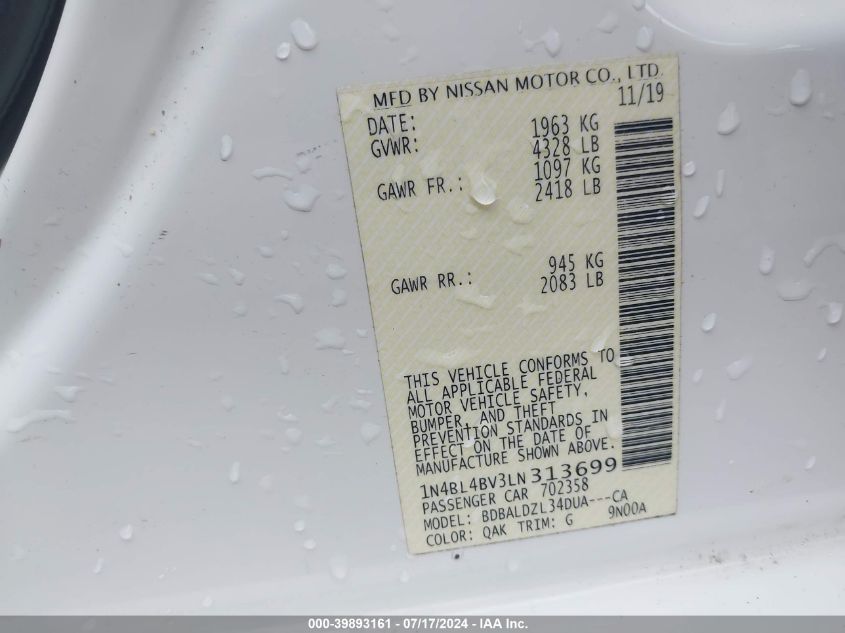 MFD BY NISSAN MOTOR CO., LTD.
DATE: 11/19
GVWR: 1963 KG
4328 LB
GAWR FR.: 1097 KG
2418 LB
GAWR RR.: 945 KG
2083 LB
THIS VEHICLE CONFORMS TO
ALL APPLICABLE FEDERAL
MOTOR VEHICLE SAFETY,
BUMPER, AND THEFT
PREVENTION STANDARDS IN
EFFECT ON THE DATE OF
MANUFACTURE SHOWN ABOVE.
1N4BL4BV3LN313699
PASSENGER CAR 702358
MODEL: BDBALDZL34DUA---CA
COLOR: QAK TRIM: G 9N00A
000-39893161 - 07/17/2024 - IAA Inc.